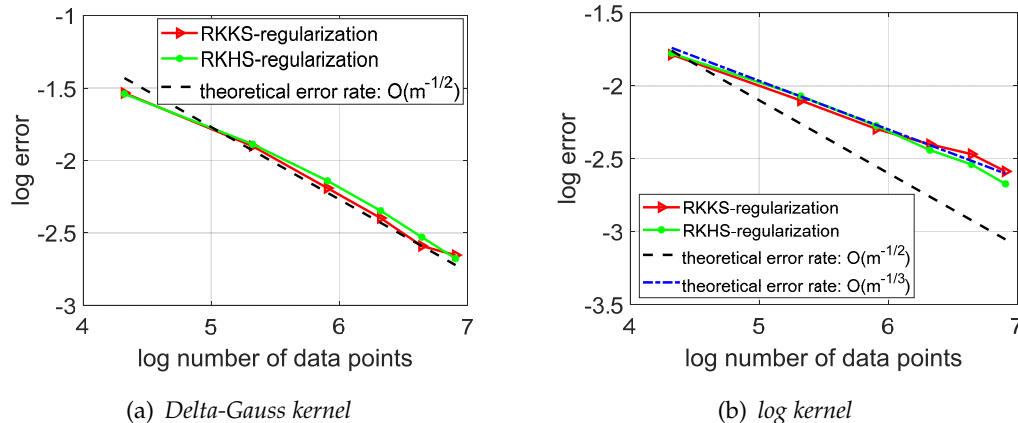 -1
-1.5
-2
-2.5
-3
log error
RKKS-regularization
RKHS-regularization
theoretical error rate: O(m^{-1/2})
4
5
6
7
log number of data points
(a) Delta-Gauss kernel
-1.5
-2
-2.5
-3
-3.5
log error
RKKS-regularization
RKHS-regularization
theoretical error rate: O(m^{-1/2})
theoretical error rate: O(m^{-1/3})
4
5
6
7
log number of data points
(b) log kernel